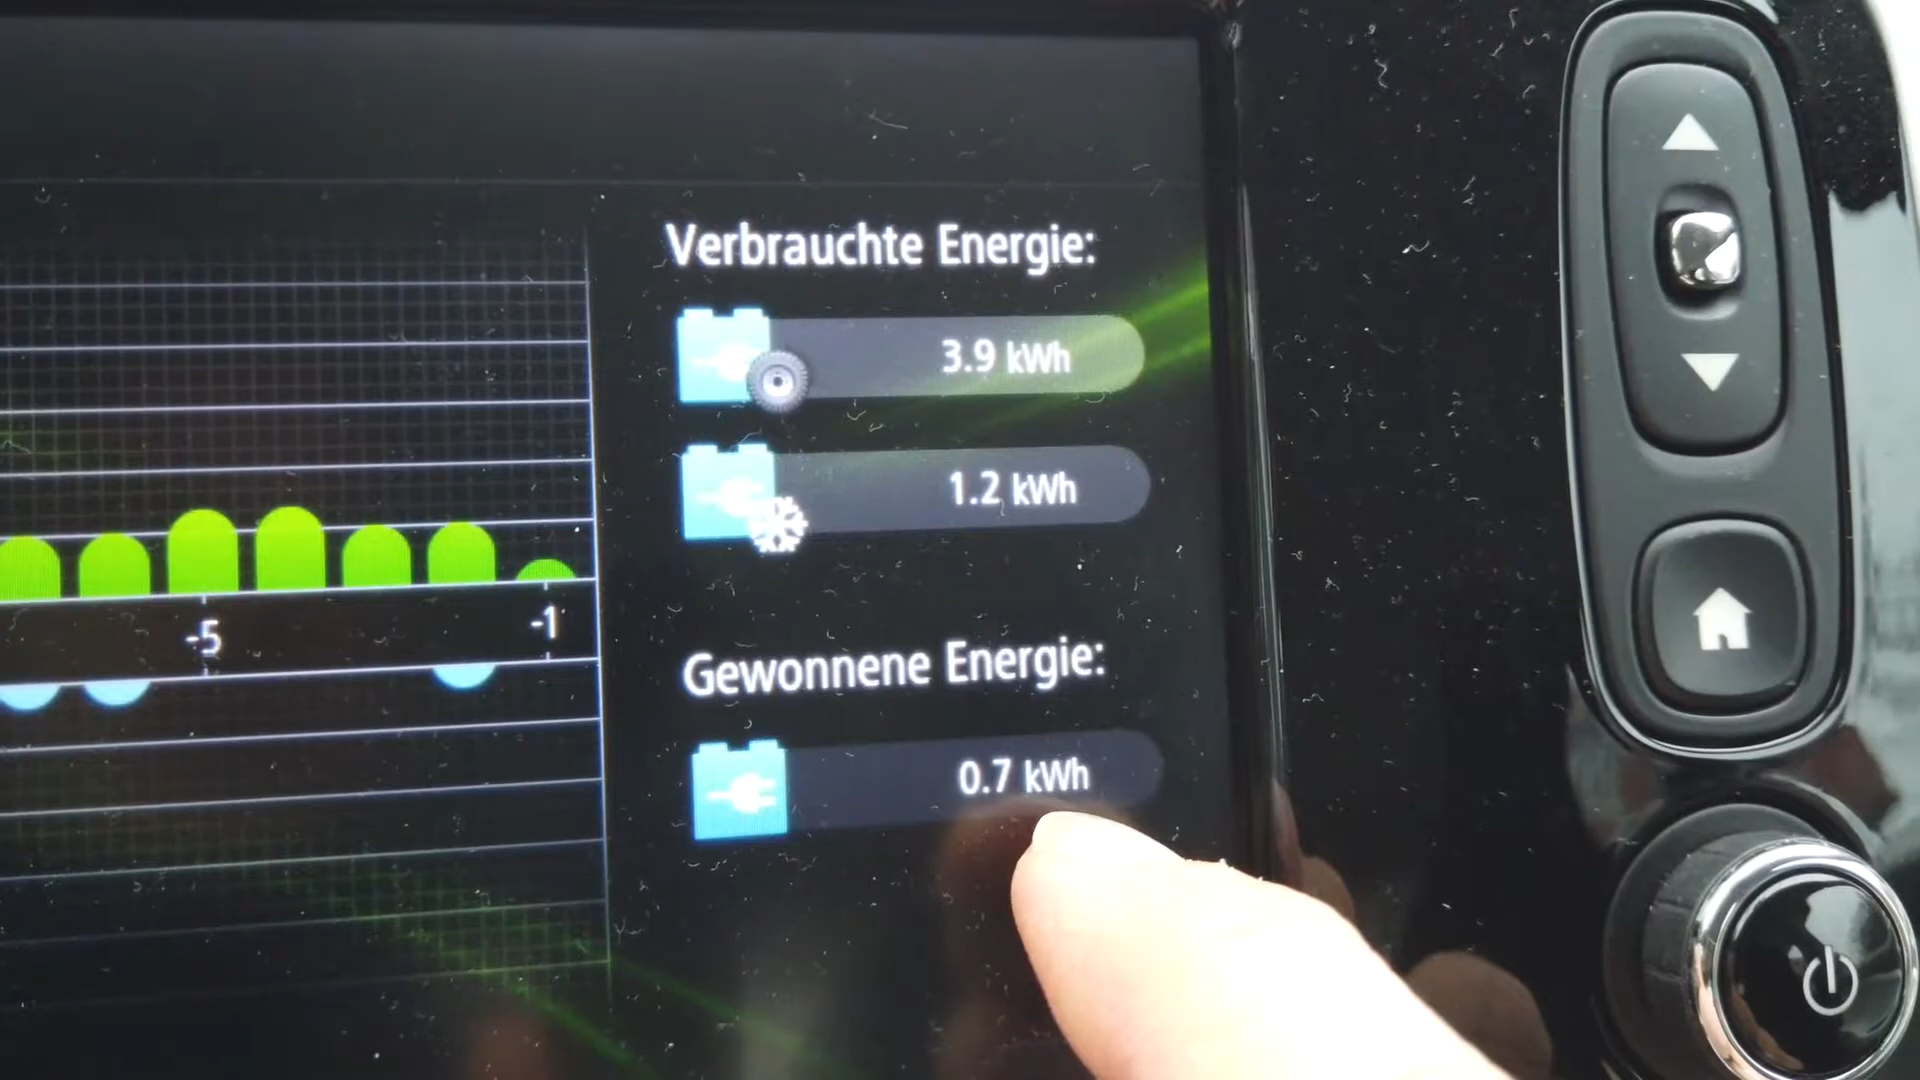 Verbrauchte Energie:
3.9 kWh
1.2 kWh
-5
-1
Gewonnene Energie:
0.7 kWh